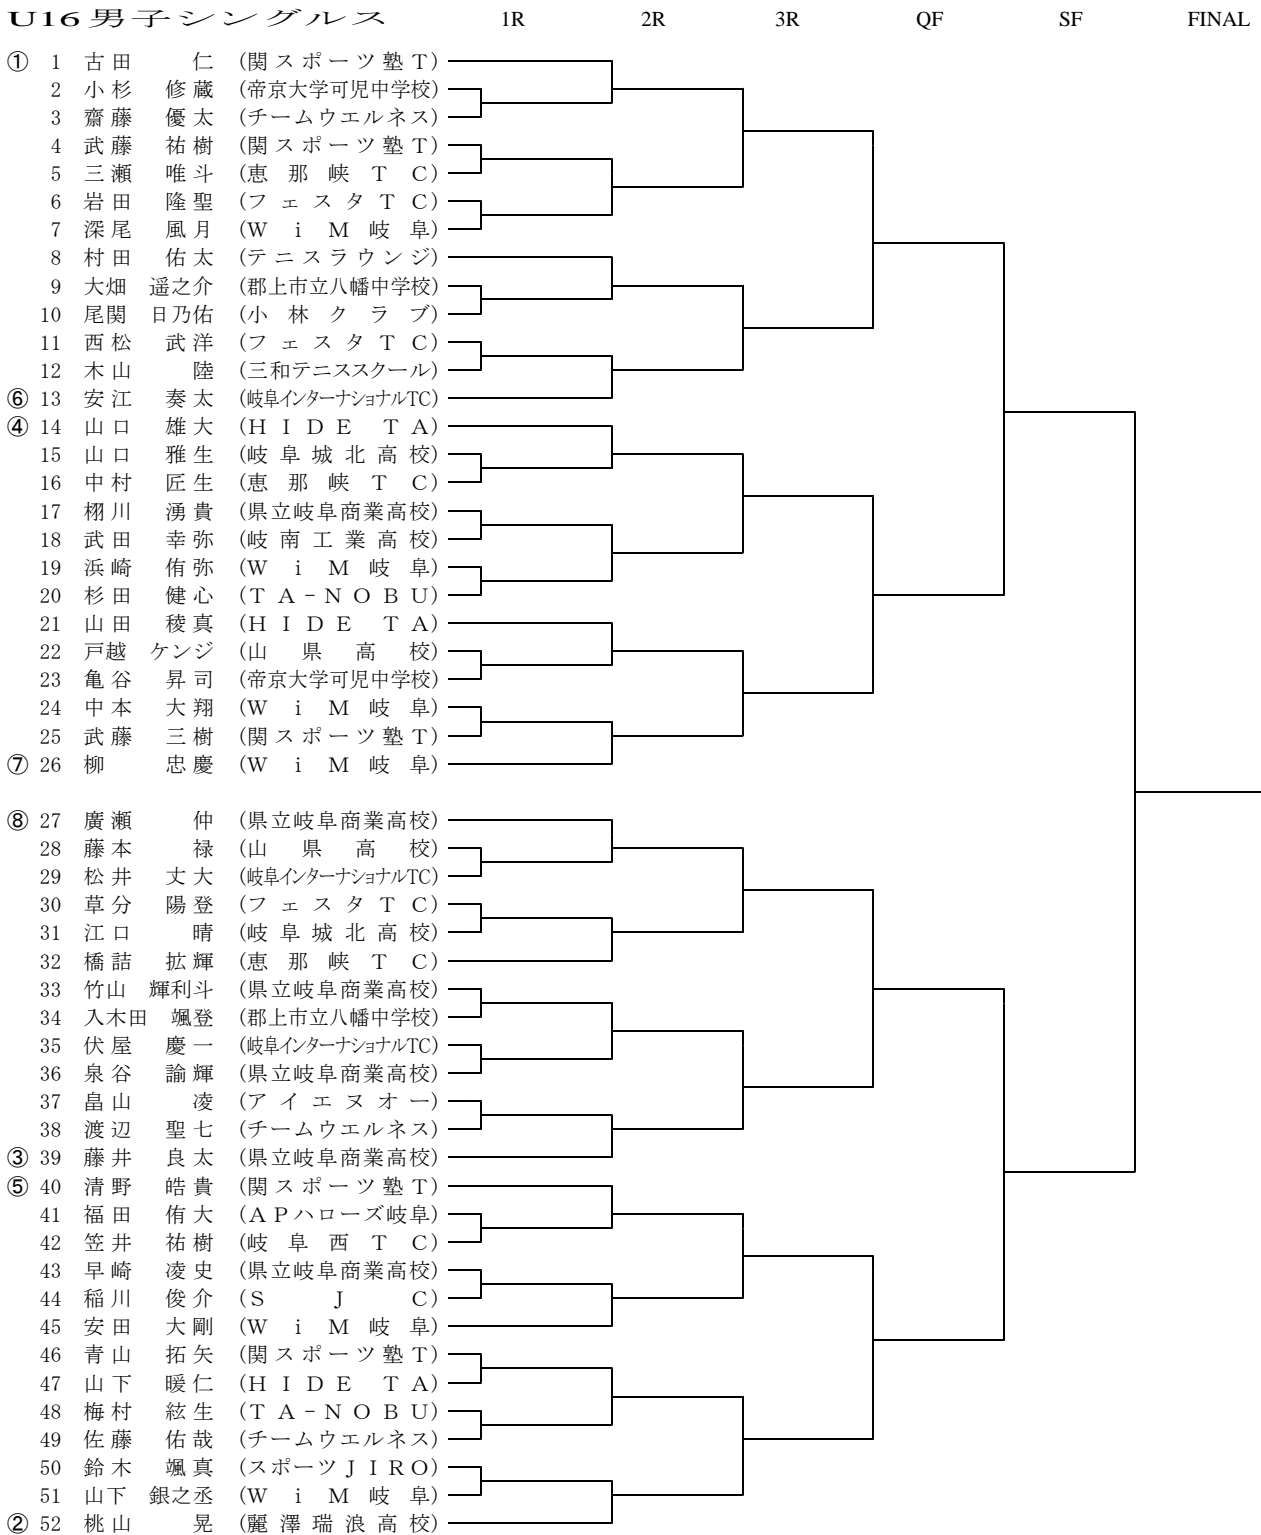 U16男子シングルス 1R 2R 3R QF SF FINAL
① 1 古田 仁 (関スポーツ塾T)
2 小杉 修蔵 (帝京大学可児中学校)
3 齋藤 優太 (チームウエルネス)
4 武藤 祐樹 (関スポーツ塾T)
5 三瀬 唯斗 (恵那峡TC)
6 岩田 隆聖 (フェスタTC)
7 深尾 風月 (WiM岐阜)
8 村田 佑太 (テニスラウンジ)
9 大畑 遥之介 (郡上市立八幡中学校)
10 尾関 日乃佑 (小林クラブ)
11 西松 武洋 (フェスタTC)
12 木山 陸 (三和テニススクール)
⑥ 13 安江 奏太 (岐阜インターナショナルTC)
④ 14 山口 雄大 (HIDE TA)
15 山口 雅生 (岐阜城北高校)
16 中村 匠生 (恵那峡TC)
17 栩川 湧貴 (県立岐阜商業高校)
18 武田 幸弥 (岐南工業高校)
19 浜崎 侑弥 (WiM岐阜)
20 杉田 健心 (TA-NOBU)
21 山田 稜真 (HIDE TA)
22 戸越 ケンジ (山県高校)
23 亀谷 昇司 (帝京大学可児中学校)
24 中本 大翔 (WiM岐阜)
25 武藤 三樹 (関スポーツ塾T)
⑦ 26 柳 忠慶 (WiM岐阜)
⑧ 27 廣瀬 仲 (県立岐阜商業高校)
28 藤本 禄 (山県高校)
29 松井 丈大 (岐阜インターナショナルTC)
30 草分 陽登 (フェスタTC)
31 江口 晴 (岐阜城北高校)
32 橋詰 拡輝 (恵那峡TC)
33 竹山 輝利斗 (県立岐阜商業高校)
34 入木田 颯登 (郡上市立八幡中学校)
35 伏屋 慶一 (岐阜インターナショナルTC)
36 泉谷 諭輝 (県立岐阜商業高校)
37 畠山 凌 (アイエヌオー)
38 渡辺 聖七 (チームウエルネス)
③ 39 藤井 良太 (県立岐阜商業高校)
⑤ 40 清野 皓貴 (関スポーツ塾T)
41 福田 侑大 (APハローズ岐阜)
42 笠井 祐樹 (岐阜西TC)
43 早崎 凌史 (県立岐阜商業高校)
44 稲川 俊介 (SJC)
45 安田 大剛 (WiM岐阜)
46 青山 拓矢 (関スポーツ塾T)
47 山下 暖仁 (HIDE TA)
48 梅村 絃生 (TA-NOBU)
49 佐藤 佑哉 (チームウエルネス)
50 鈴木 颯真 (スポーツJIRO)
51 山下 銀之丞 (WiM岐阜)
② 52 桃山 晃 (麗澤瑞浪高校)